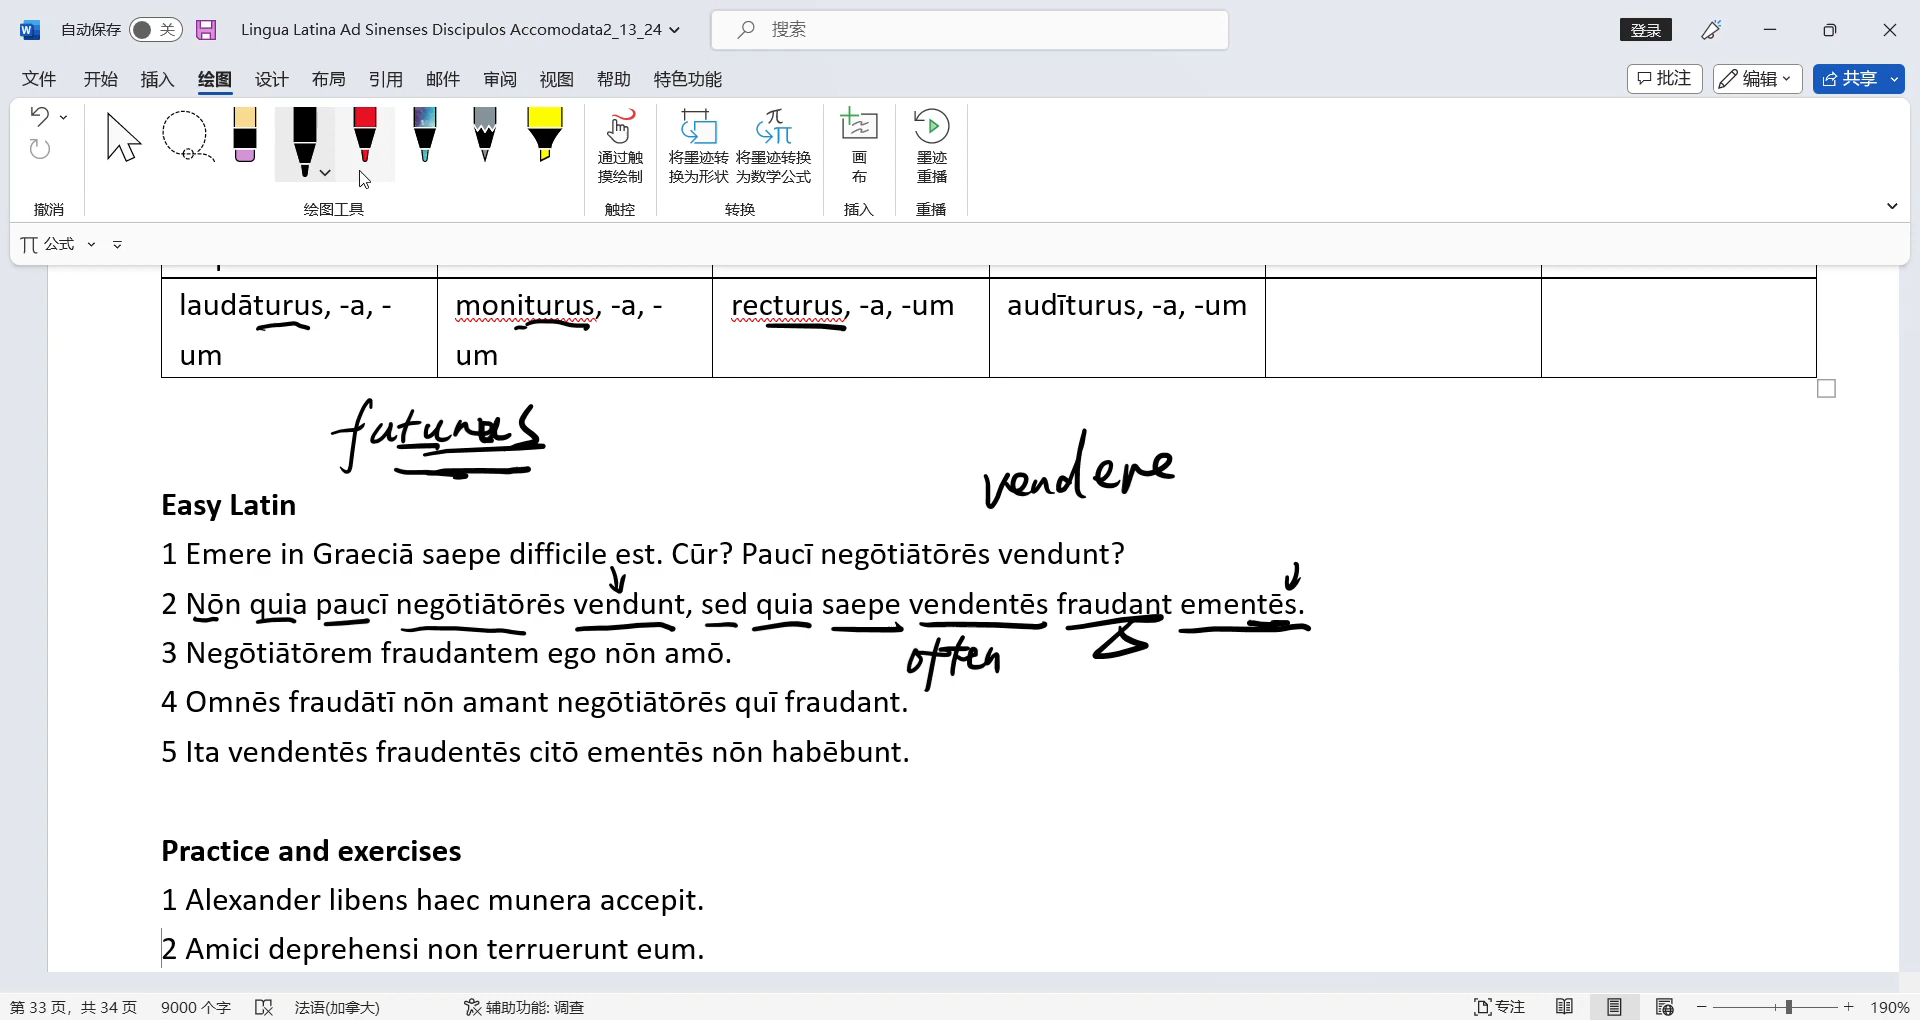 自动保存 关 Lingua Latina Ad Sinenses Discipulos Accomodata2_13_24 搜索 登录
文件 开始 插入 绘图 设计 布局 引用 邮件 审阅 视图 帮助 特色功能 批注 编辑 共享
通过触摸绘制 将墨迹转换为形状 将墨迹转换为数学公式 画布 墨迹重播
撤消 绘图工具 触控 转换 插入 重播
公式
laudāturus, -a, -um
moniturus, -a, -um
recturus, -a, -um
audīturus, -a, -um
futurus
vendere
Easy Latin
1 Emere in Graeciā saepe difficile est. Cūr? Paucī negōtiātōrēs vendunt?
2 Nōn quia paucī negōtiātōrēs vendunt, sed quia saepe vendentēs fraudant ementēs.
often
3 Negōtiātōrem fraudantem ego nōn amō.
4 Omnēs fraudātī nōn amant negōtiātōrēs quī fraudant.
5 Ita vendentēs fraudentēs citō ementēs nōn habēbunt.
Practice and exercises
1 Alexander libens haec munera accepit.
2 Amici deprehensi non terruerunt eum.
第 33 页，共 34 页 9000 个字 法语(加拿大) 辅助功能: 调查 专注 190%